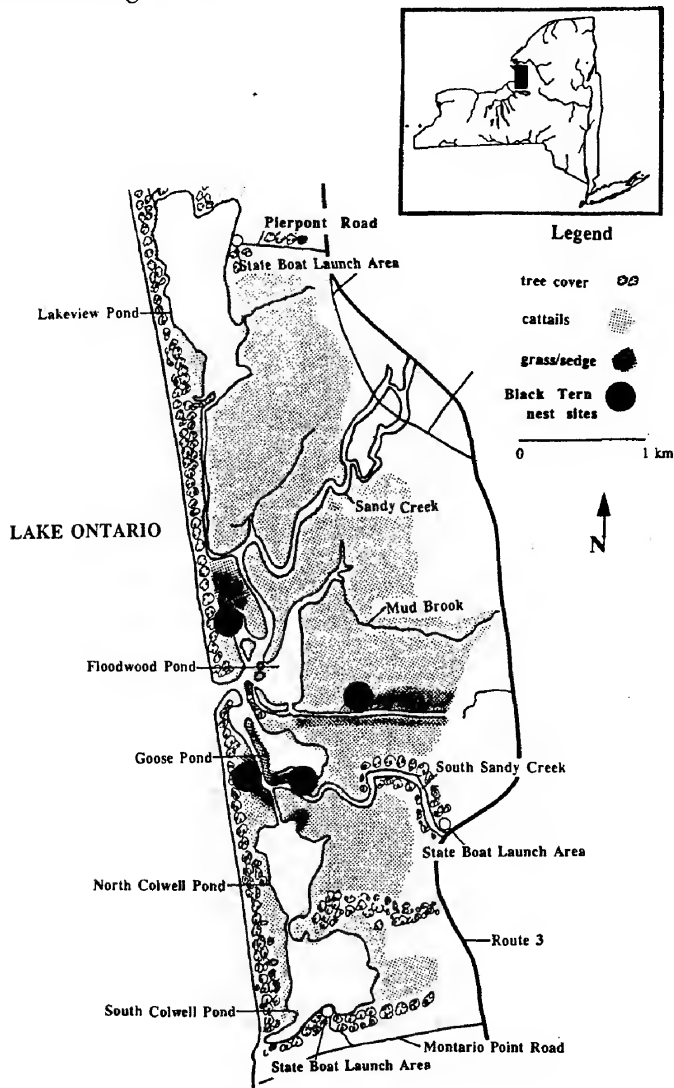 Pierpont Road
State Boat Launch Area
Legend
tree cover
cattails
grass/sedge
Black Tern
nest sites
0 1 km
N
Lakeview Pond
Sandy Creek
LAKE ONTARIO
Mud Brook
Floodwood Pond
Goose Pond
South Sandy Creek
State Boat Launch Area
North Colwell Pond
Route 3
South Colwell Pond
State Boat Launch Area
Montario Point Road